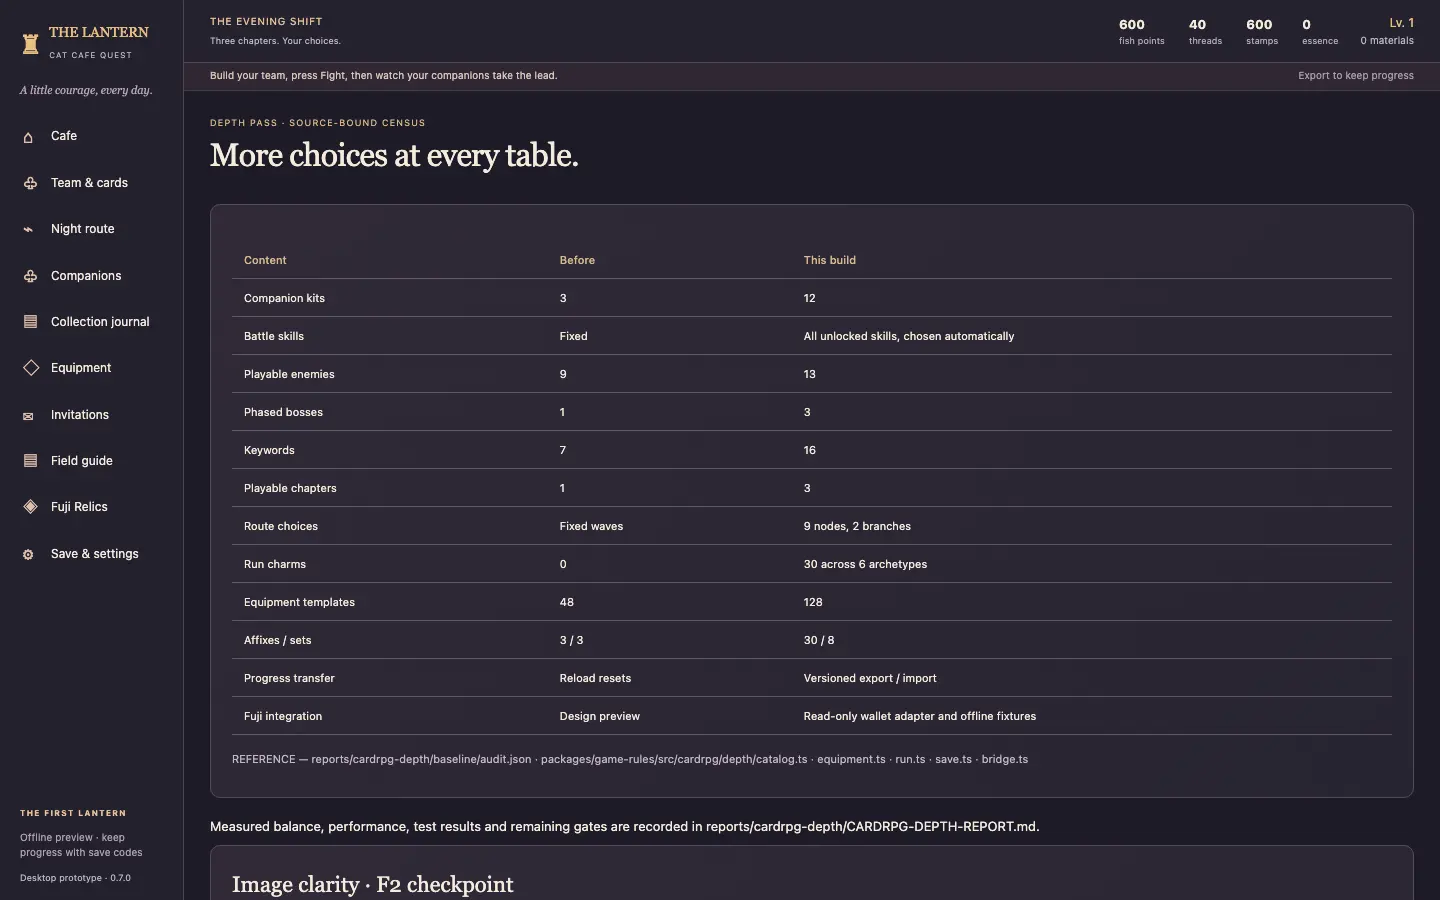 THE LANTERN
CAT CAFE QUEST
A little courage, every day.
Cafe
Team & cards
Night route
Companions
Collection journal
Equipment
Invitations
Field guide
Fuji Relics
Save & settings
THE FIRST LANTERN
Offline preview · keep
progress with save codes
Desktop prototype · 0.7.0
THE EVENING SHIFT
Three chapters. Your choices.
600 fish points
40 threads
600 stamps
0 essence
Lv. 1
0 materials
Build your team, press Fight, then watch your companions take the lead.
Export to keep progress
DEPTH PASS · SOURCE-BOUND CENSUS
More choices at every table.
Content Before This build
Companion kits 3 12
Battle skills Fixed All unlocked skills, chosen automatically
Playable enemies 9 13
Phased bosses 1 3
Keywords 7 16
Playable chapters 1 3
Route choices Fixed waves 9 nodes, 2 branches
Run charms 0 30 across 6 archetypes
Equipment templates 48 128
Affixes / sets 3 / 3 30 / 8
Progress transfer Reload resets Versioned export / import
Fuji integration Design preview Read-only wallet adapter and offline fixtures
REFERENCE — reports/cardrpg-depth/baseline/audit.json · packages/game-rules/src/cardrpg/depth/catalog.ts · equipment.ts · run.ts · save.ts · bridge.ts
Measured balance, performance, test results and remaining gates are recorded in reports/cardrpg-depth/CARDRPG-DEPTH-REPORT.md.
Image clarity · F2 checkpoint